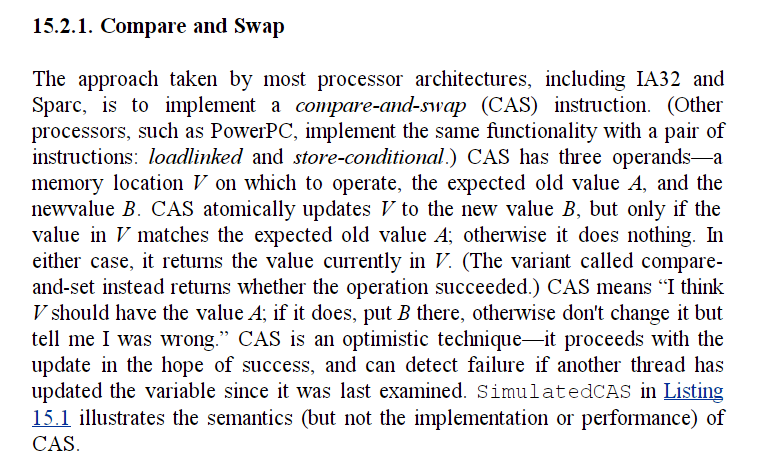 15.2.1. Compare and Swap
The approach taken by most processor architectures, including IA32 and
Sparc, is to implement a compare-and-swap (CAS) instruction. (Other
processors, such as PowerPC, implement the same functionality with a pair of
instructions: loadlinked and store-conditional.) CAS has three operands—a
memory location V on which to operate, the expected old value A, and the
newvalue B. CAS atomically updates V to the new value B, but only if the
value in V matches the expected old value A; otherwise it does nothing. In
either case, it returns the value currently in V. (The variant called compare-
and-set instead returns whether the operation succeeded.) CAS means “I think
V should have the value A; if it does, put B there, otherwise don't change it but
tell me I was wrong.” CAS is an optimistic technique—it proceeds with the
update in the hope of success, and can detect failure if another thread has
updated the variable since it was last examined. SimulatedCAS in Listing
15.1 illustrates the semantics (but not the implementation or performance) of
CAS.